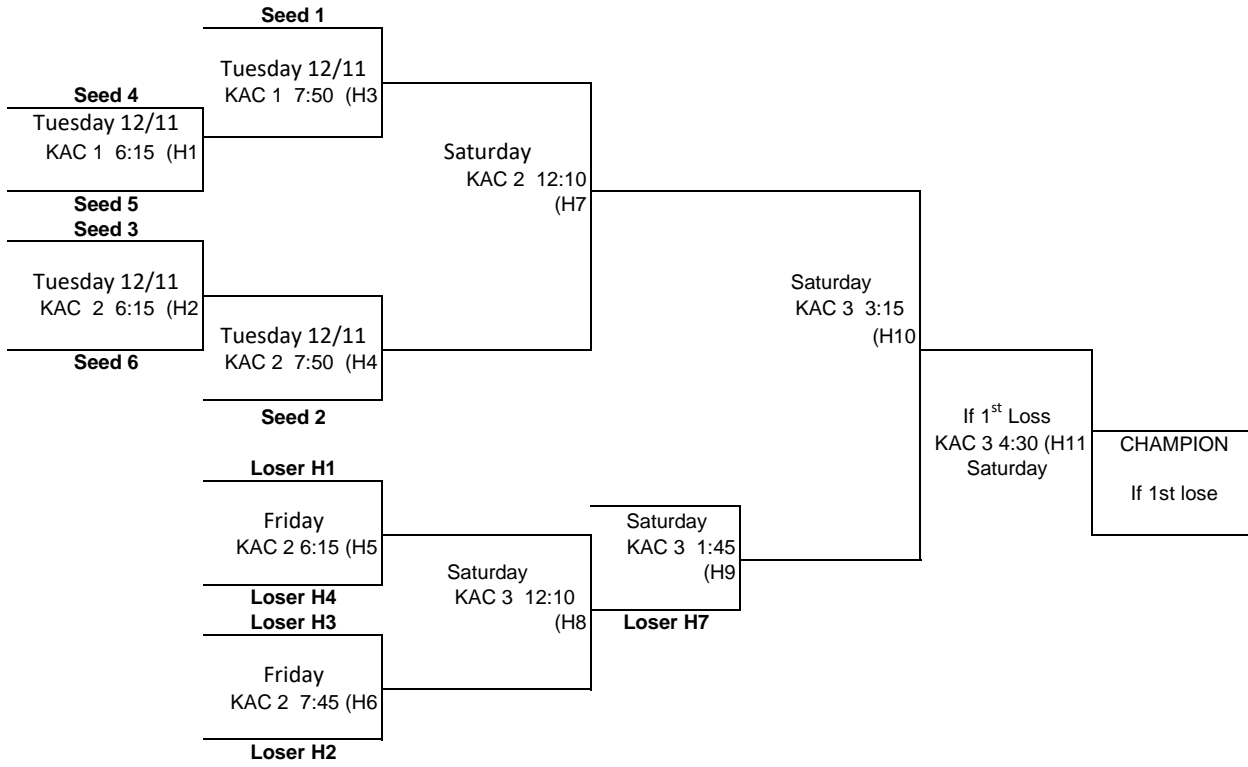 Seed 1
Tuesday 12/11
KAC 1 7:50 (H3
Seed 4
Tuesday 12/11
KAC 1 6:15 (H1
Saturday
KAC 2 12:10
(H7
Seed 5
Seed 3
Tuesday 12/11
KAC 2 6:15 (H2
Saturday
KAC 3 3:15
(H10
Tuesday 12/11
KAC 2 7:50 (H4
Seed 6
Seed 2
If 1st Loss
KAC 3 4:30 (H11
Saturday
CHAMPION
If 1st lose
Loser H1
Friday
KAC 2 6:15 (H5
Saturday
KAC 3 1:45
(H9
Saturday
KAC 3 12:10
(H8
Loser H4
Loser H3
Loser H7
Friday
KAC 2 7:45 (H6
Loser H2